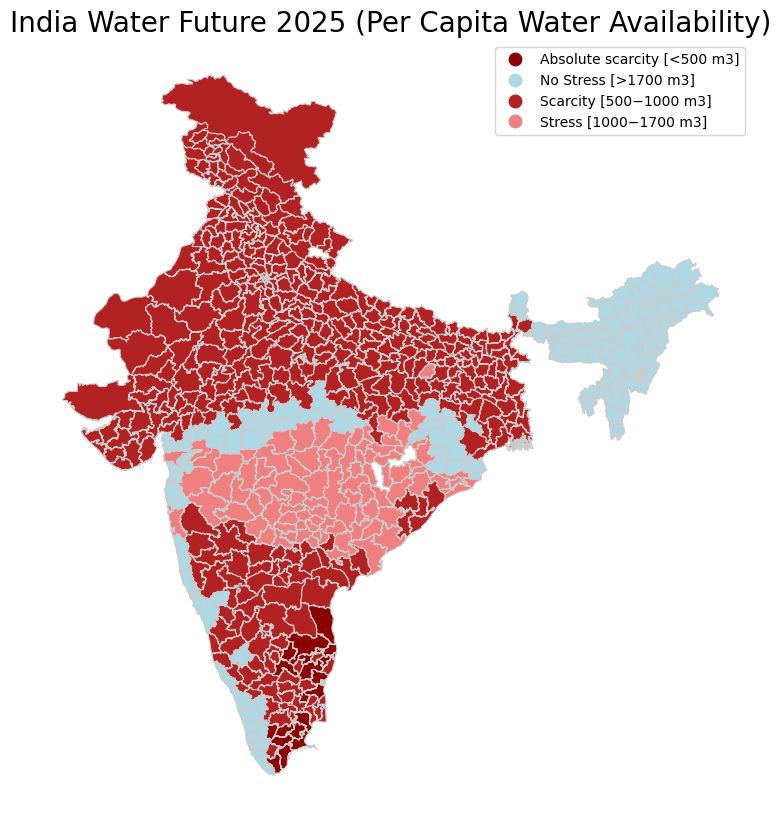 India Water Future 2025 (Per Capita Water Availability)
Absolute scarcity [<500 m3]
No Stress [>1700 m3]
Scarcity [500−1000 m3]
Stress [1000−1700 m3]